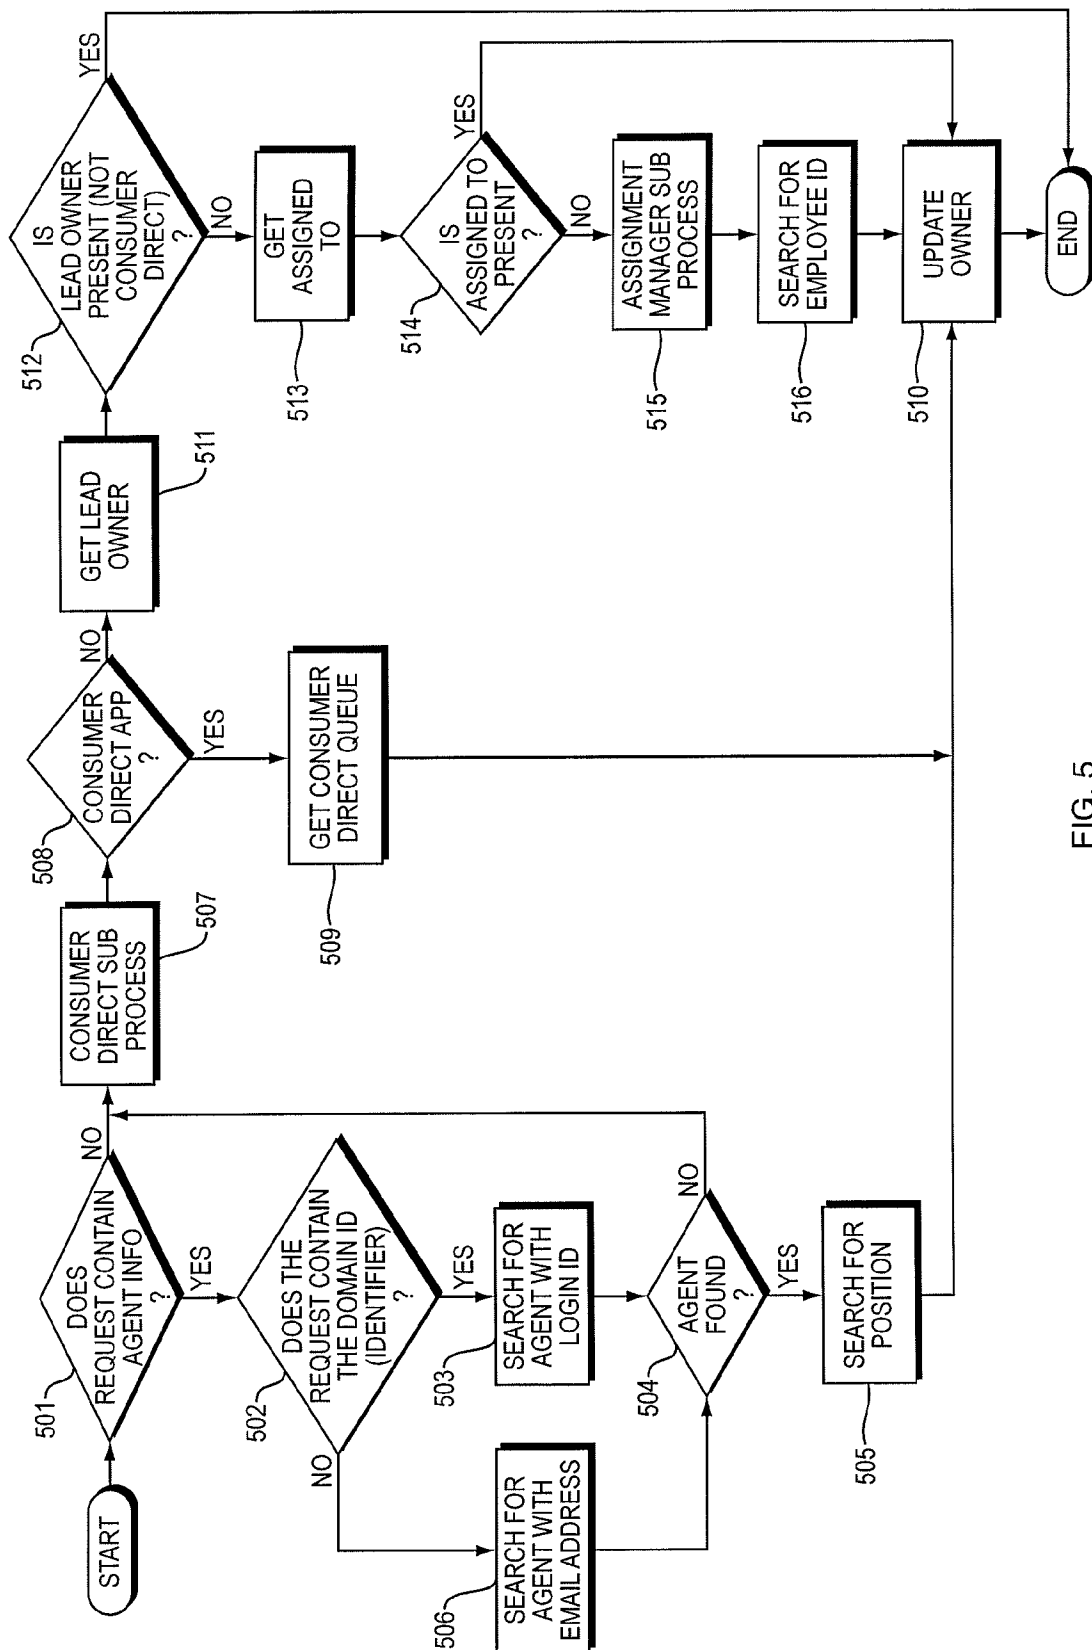 START
501
DOES
REQUEST CONTAIN
AGENT INFO
?
NO
YES
502
DOES THE
REQUEST CONTAIN
THE DOMAIN ID
(IDENTIFIER)
?
NO
YES
503
SEARCH FOR
AGENT WITH
LOGIN ID
506
SEARCH FOR
AGENT WITH
EMAIL ADDRESS
504
AGENT
FOUND
?
NO
YES
505
SEARCH FOR
POSITION
CONSUMER
DIRECT SUB
PROCESS
507
508
CONSUMER
DIRECT APP
?
NO
YES
509
GET CONSUMER
DIRECT QUEUE
GET LEAD
OWNER
511
512
IS
LEAD OWNER
PRESENT (NOT
CONSUMER
DIRECT)
?
YES
NO
513
GET
ASSIGNED
TO
514
IS
ASSIGNED TO
PRESENT
?
YES
NO
515
ASSIGNMENT
MANAGER SUB
PROCESS
516
SEARCH FOR
EMPLOYEE ID
510
UPDATE
OWNER
END
FIG. 5